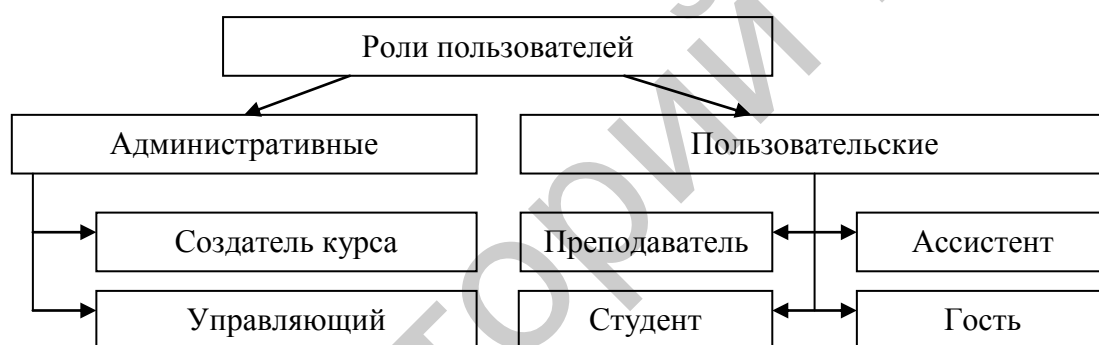 Роли пользователей
Административные
Пользовательские
Создатель курса
Преподаватель
Ассистент
Управляющий
Студент
Гость